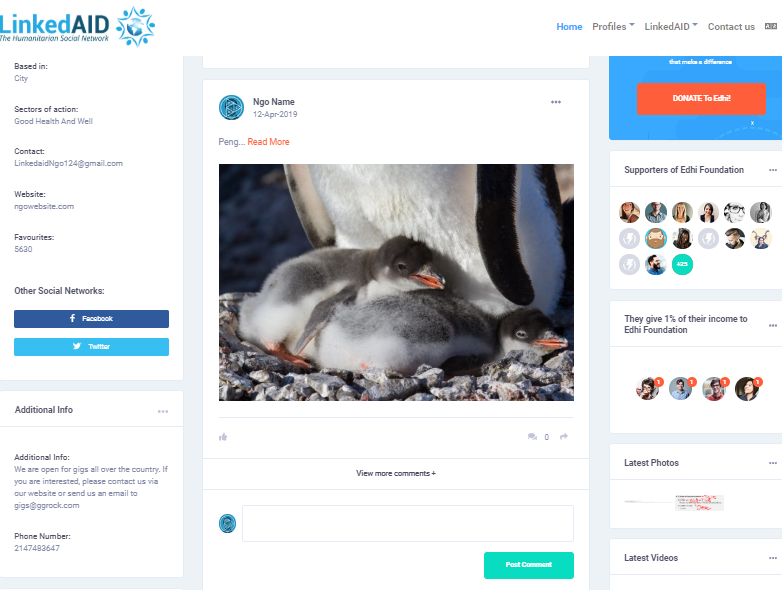 LinkedAID
The Humanitarian Social Network
Home Profiles LinkedAID Contact us
Based in:
City
Sectors of action:
Good Health And Well
Contact:
LinkedaidNgo124@gmail.com
Website:
ngowebsite.com
Favourites:
5630
Other Social Networks:
Facebook
Twitter
Additional Info
Additional Info:
We are open for gigs all over the country. If
you are interested, please contact us via
our website or send us an email to
gigs@ggrock.com
Phone Number:
2147483647
Ngo Name
12-Apr-2019
Peng... Read More
0
View more comments +
Post Comment
that make a difference
DONATE To Edhi!
x
Supporters of Edhi Foundation
425
They give 1% of their income to
Edhi Foundation
1 1 1 1
Latest Photos
Latest Videos